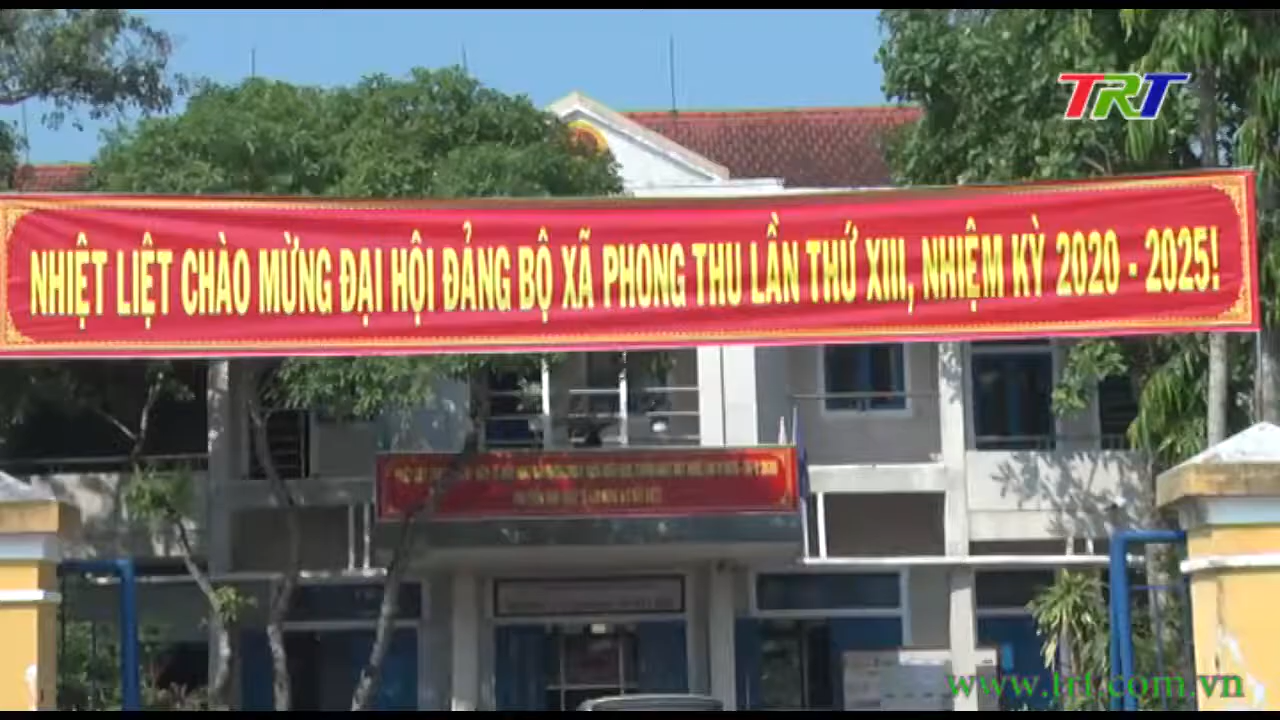 TRT
NHIỆT LIỆT CHÀO MỪNG ĐẠI HỘI ĐẢNG BỘ XÃ PHONG THU LẦN THỨ XIII, NHIỆM KỲ 2020 - 2025!
www.trt.com.vn